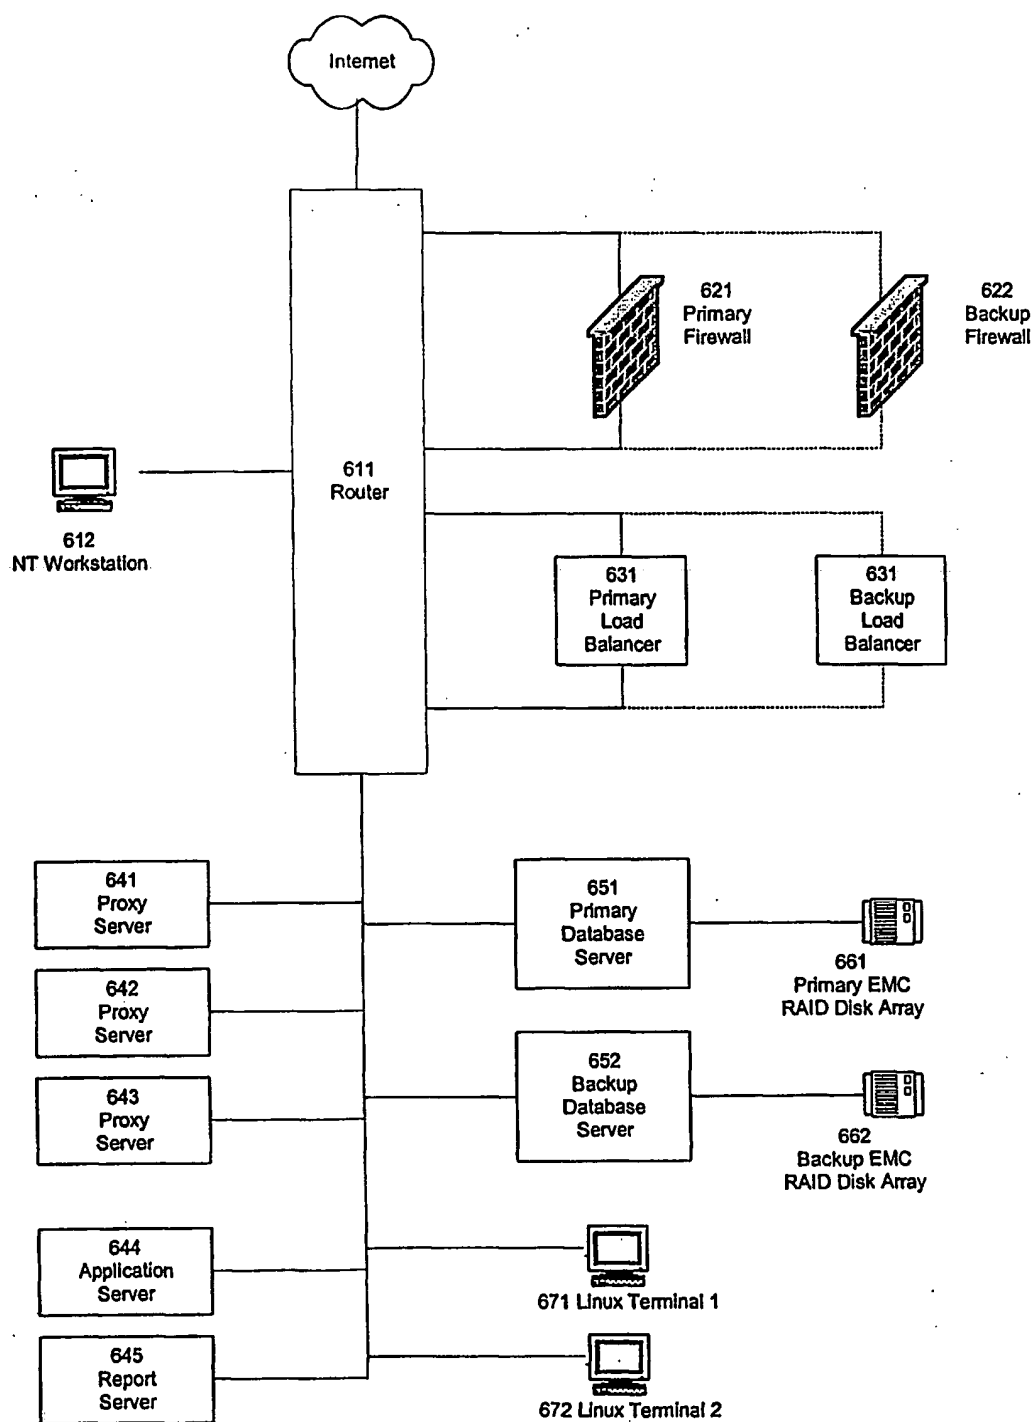 Internet
621
Primary
Firewall
622
Backup
Firewall
611
Router
612
NT Workstation
631
Primary
Load
Balancer
631
Backup
Load
Balancer
641
Proxy
Server
651
Primary
Database
Server
661
Primary EMC
RAID Disk Array
642
Proxy
Server
652
Backup
Database
Server
643
Proxy
Server
662
Backup EMC
RAID Disk Array
644
Application
Server
671 Linux Terminal 1
645
Report
Server
672 Linux Terminal 2